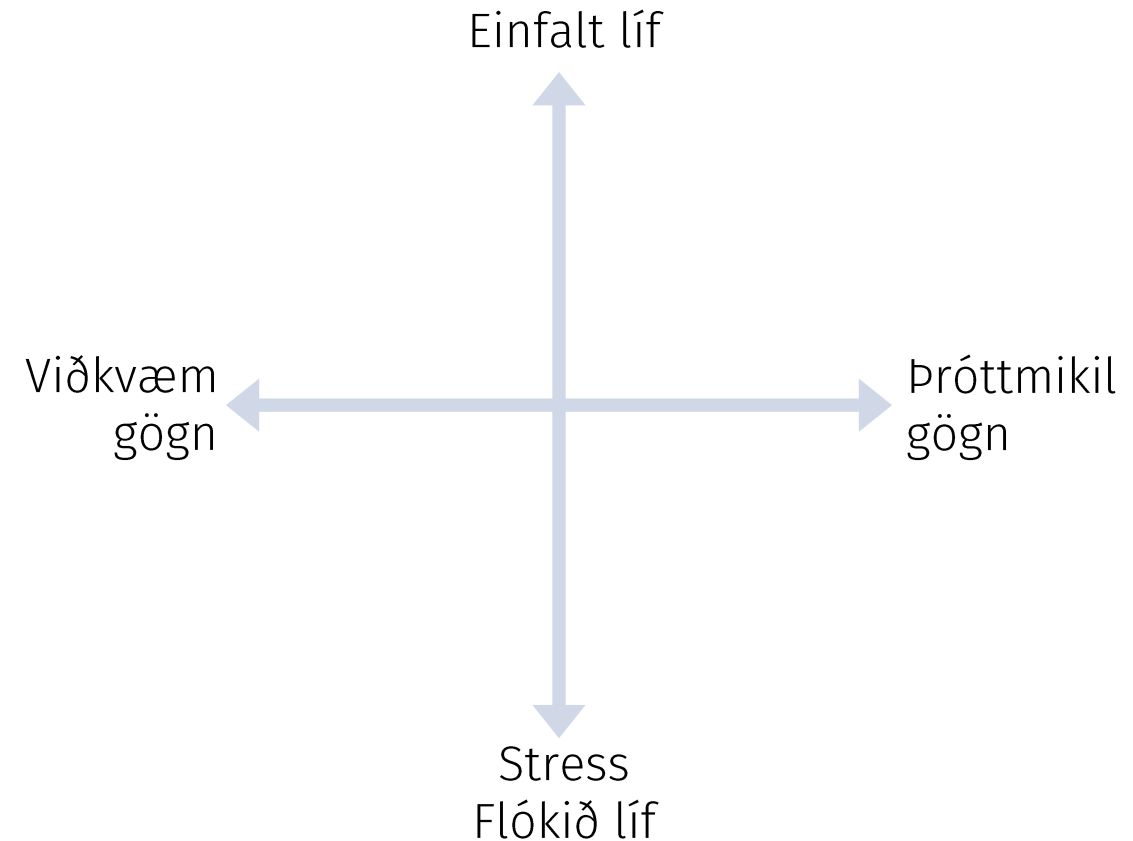 Einfalt líf
Viðkvæm
gögn
Þróttmikil
gögn
Stress
Flókið líf